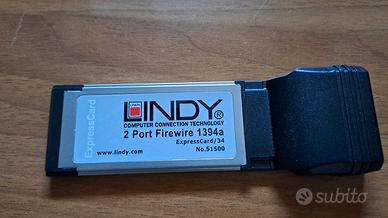 ExpressCard
LINDY®
COMPUTER CONNECTION TECHNOLOGY
2 Port Firewire 1394a
ExpressCard/34
www.lindy.com
No.51500
subito